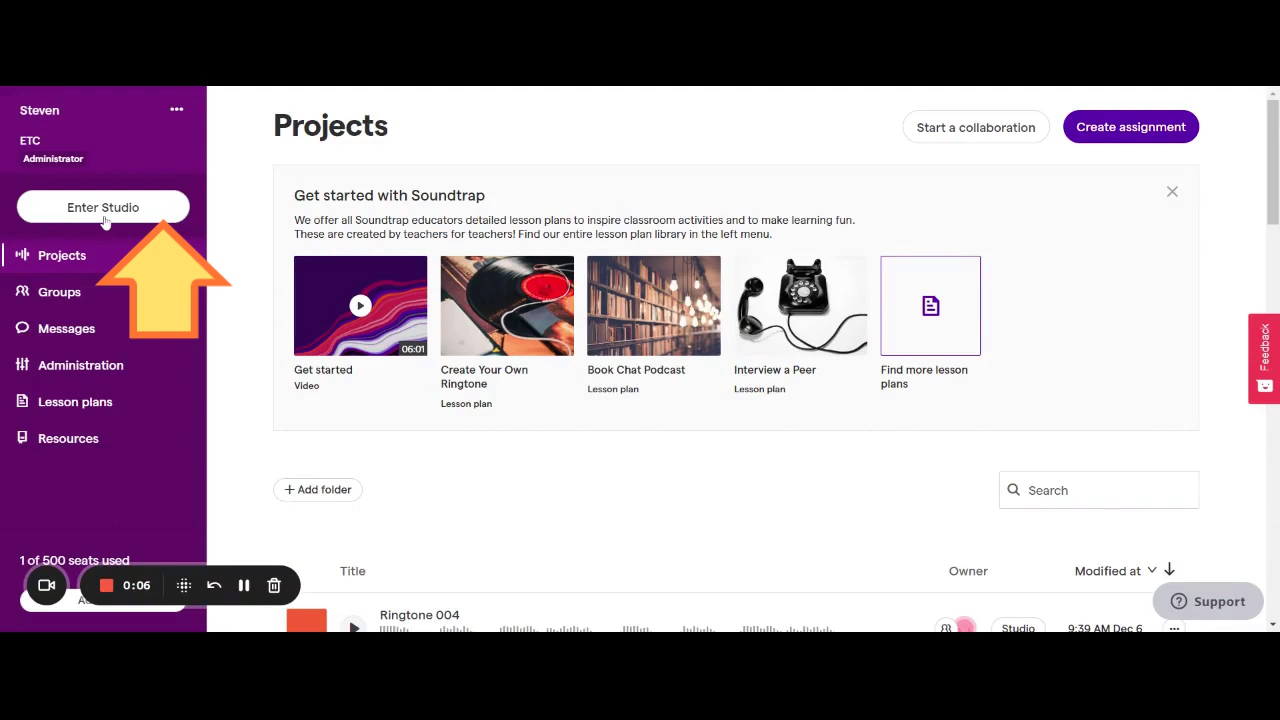 Steven
•••
ETC
Administrator
Enter Studio
Projects
Groups
Messages
Administration
Lesson plans
Resources
1 of 500 seats used
0:06
Projects
Start a collaboration
Create assignment
Get started with Soundtrap
We offer all Soundtrap educators detailed lesson plans to inspire classroom activities and to make learning fun.
These are created by teachers for teachers! Find our entire lesson plan library in the left menu.
06:01
Get started
Video
Create Your Own
Ringtone
Lesson plan
Book Chat Podcast
Lesson plan
Interview a Peer
Lesson plan
Find more lesson
plans
Feedback
+ Add folder
Search
Title
Owner
Modified at
Support
Ringtone 004
Studio
9:39 AM Dec 6